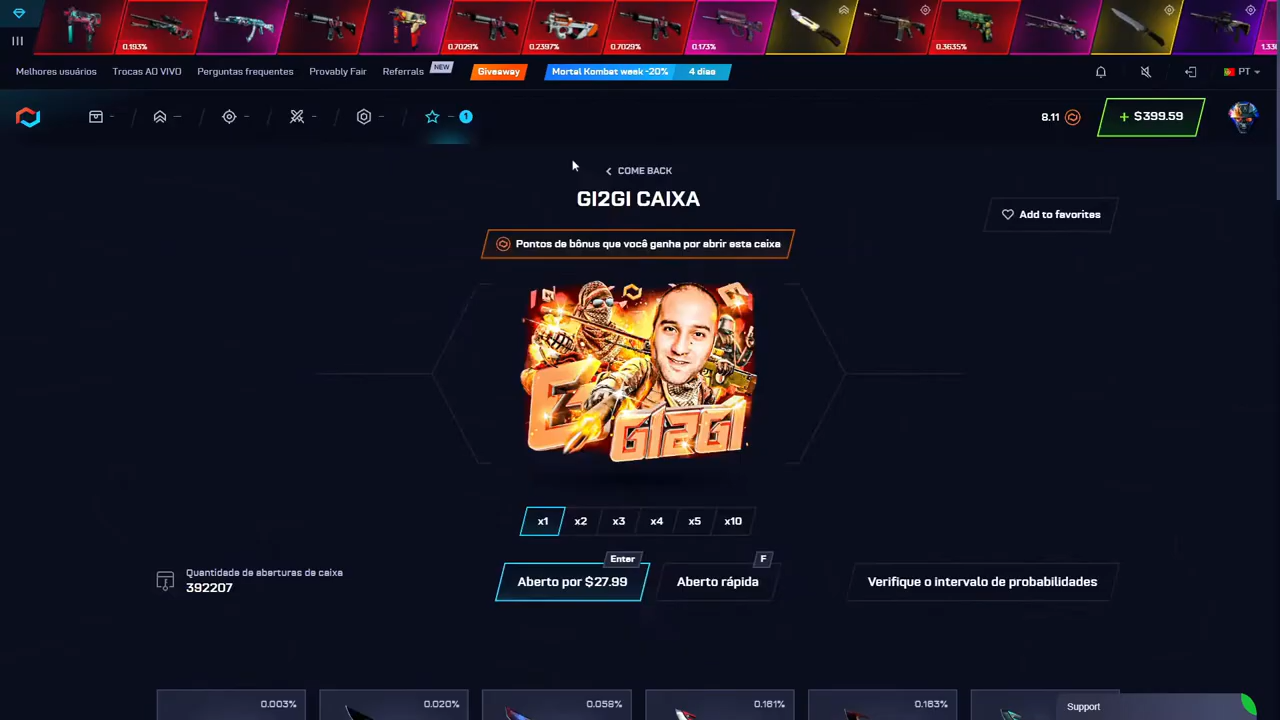 0.193%
0.7029%
0.2397%
0.7029%
0.173%
0.3635%
Melhores usuários
Trocas AO VIVO
Perguntas frequentes
Provably Fair
Referrals
NEW
Giveaway
Mortal Kombat week -20%
4 dias
PT
1
8.11
+ $399.59
COME BACK
GI2GI CAIXA
Add to favorites
Pontos de bônus que você ganha por abrir esta caixa
GI2GI
x1
x2
x3
x4
x5
x10
Enter
F
Quantidade de aberturas de caixa
392207
Aberto por $27.99
Aberto rápida
Verifique o intervalo de probabilidades
0.003%
0.020%
0.058%
0.161%
0.163%
Support